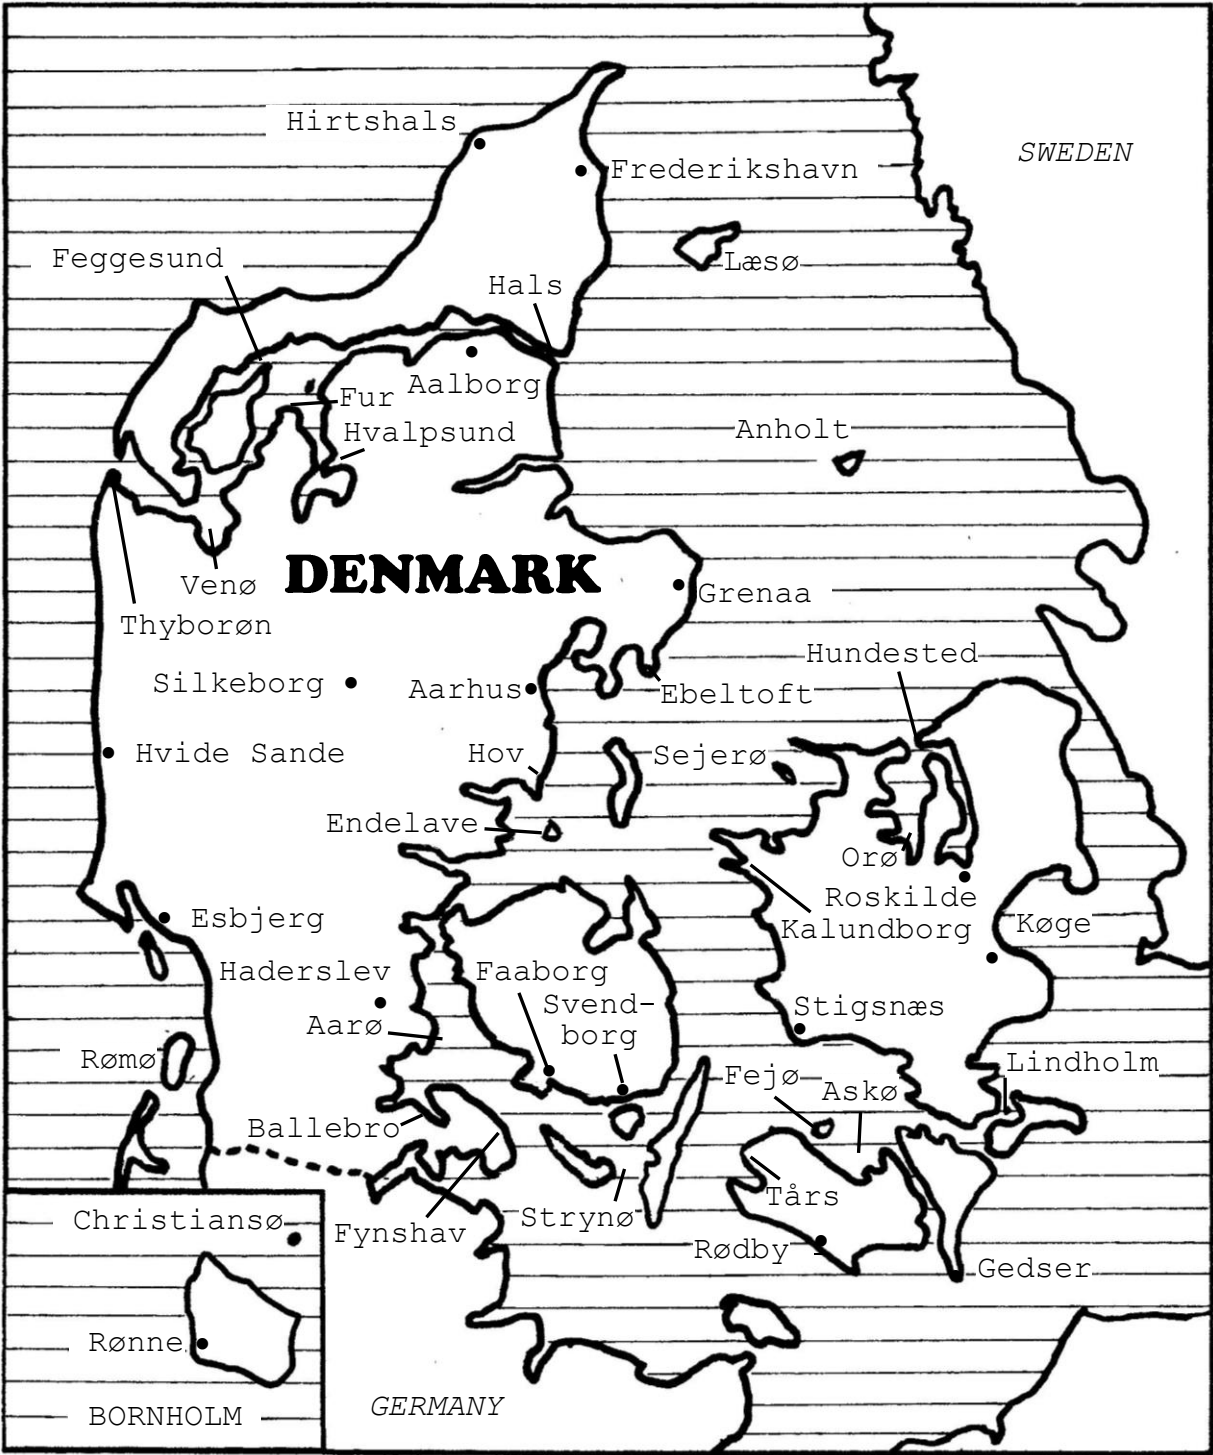 Hirtshals
SWEDEN
Frederikshavn
Feggesund
Læsø
Hals
Aalborg
Fur
Hvalpsund
Anholt
DENMARK
Venø
Grenaa
Thyborøn
Hundested
Silkeborg
Aarhus
Ebeltoft
Hvide Sande
Hov
Sejerø
Endelave
Orø
Roskilde
Esbjerg
Kalundborg
Køge
Haderslev
Faaborg
Svend-
borg
Stigsnæs
Aarø
Rømø
Lindholm
Fejø
Askø
Ballebro
Tårs
Christiansø
Strynø
Fynshav
Rødby
Gedser
Rønne
GERMANY
BORNHOLM